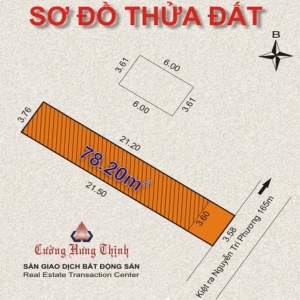 SƠ ĐỒ THỬA ĐẤT
B
6.00
3.61
3.61
6.00
3.76
21.20
78.20m²
21.50
3.60
3.58
Kiệt ra Nguyễn Tri Phương 165m
Cường Hưng Thịnh
SÀN GIAO DỊCH BẤT ĐỘNG SẢN
Real Estate Transaction Center